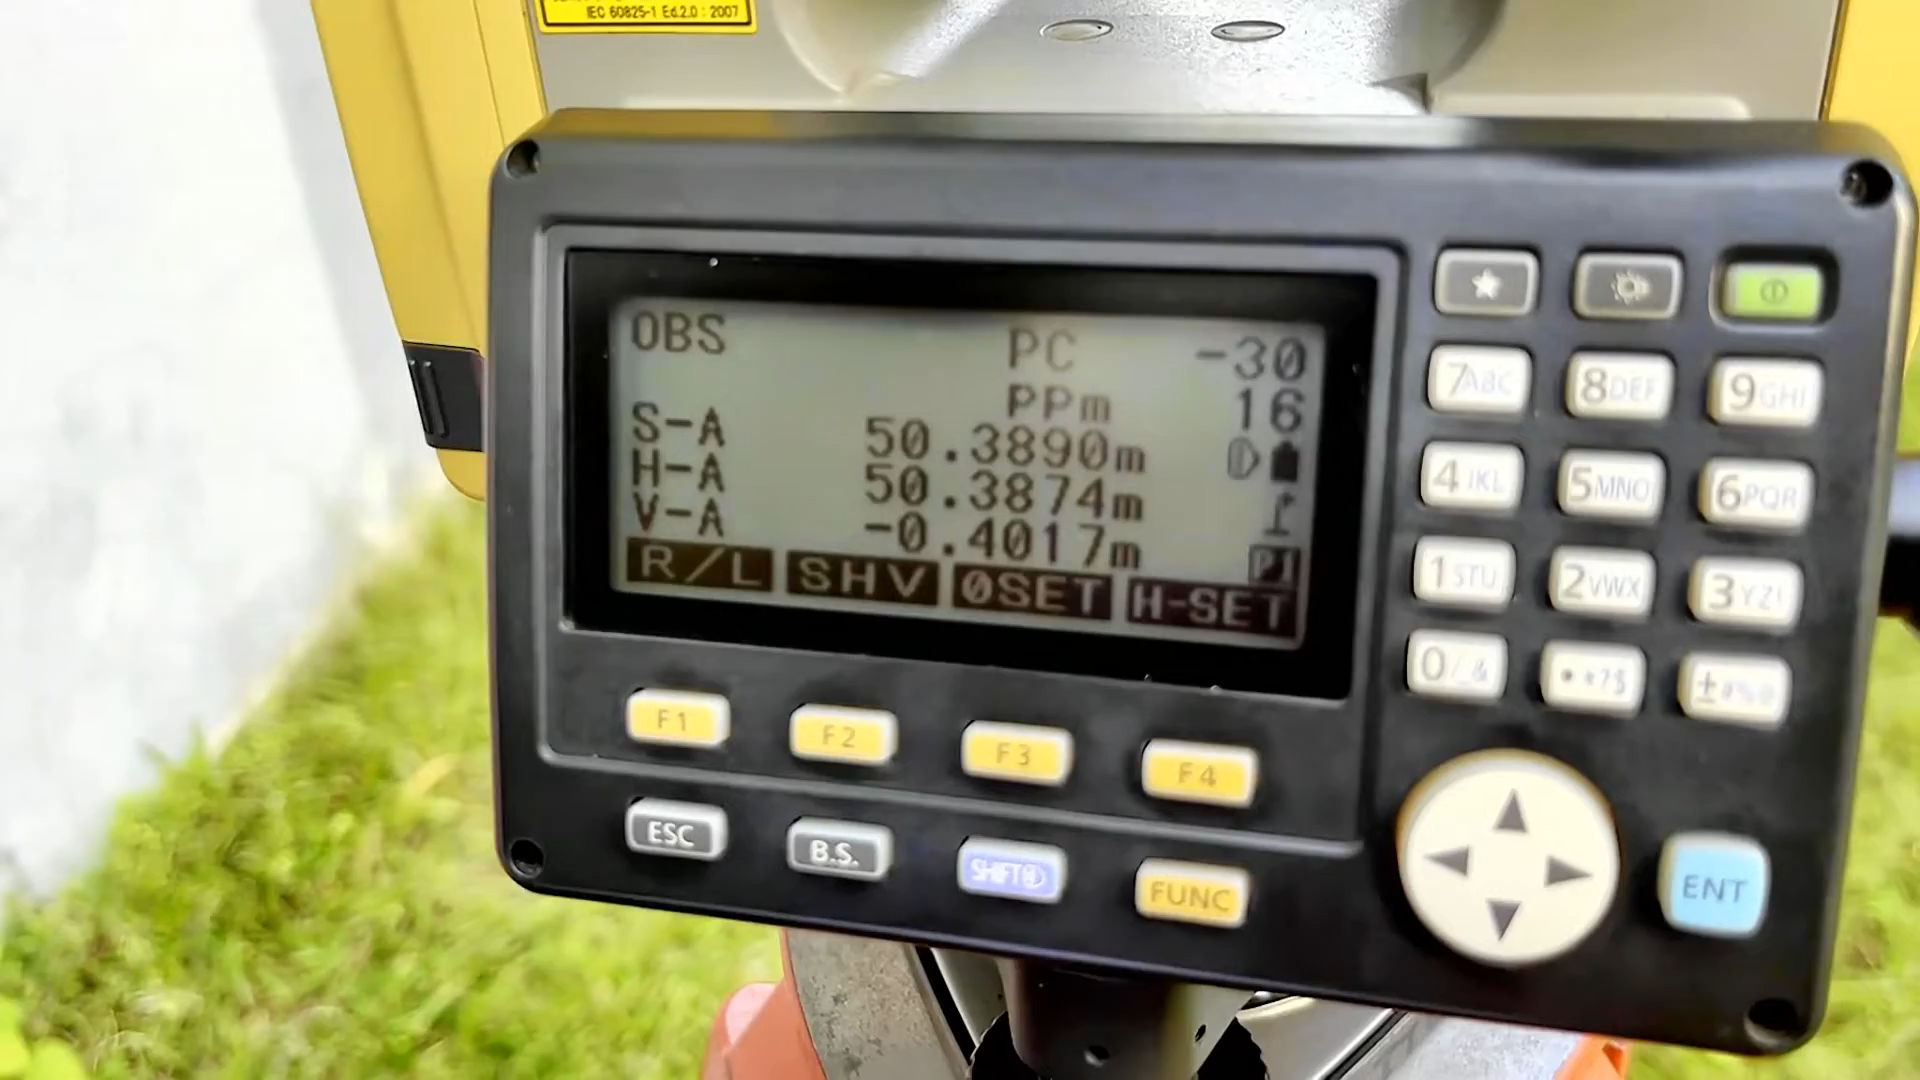 IEC 60825-1 Ed.2.0 : 2007
OBS PC -30
PPm 16
S-A 50.3890m
H-A 50.3874m
V-A -0.4017m
P1
R/L SHV 0SET H-SET
7ABC 8DEF 9GHI
4JKL 5MNO 6PQR
1STU 2VWX 3YZ!
0/_&
F1 F2 F3 F4
ESC B.S. SHIFT FUNC
ENT